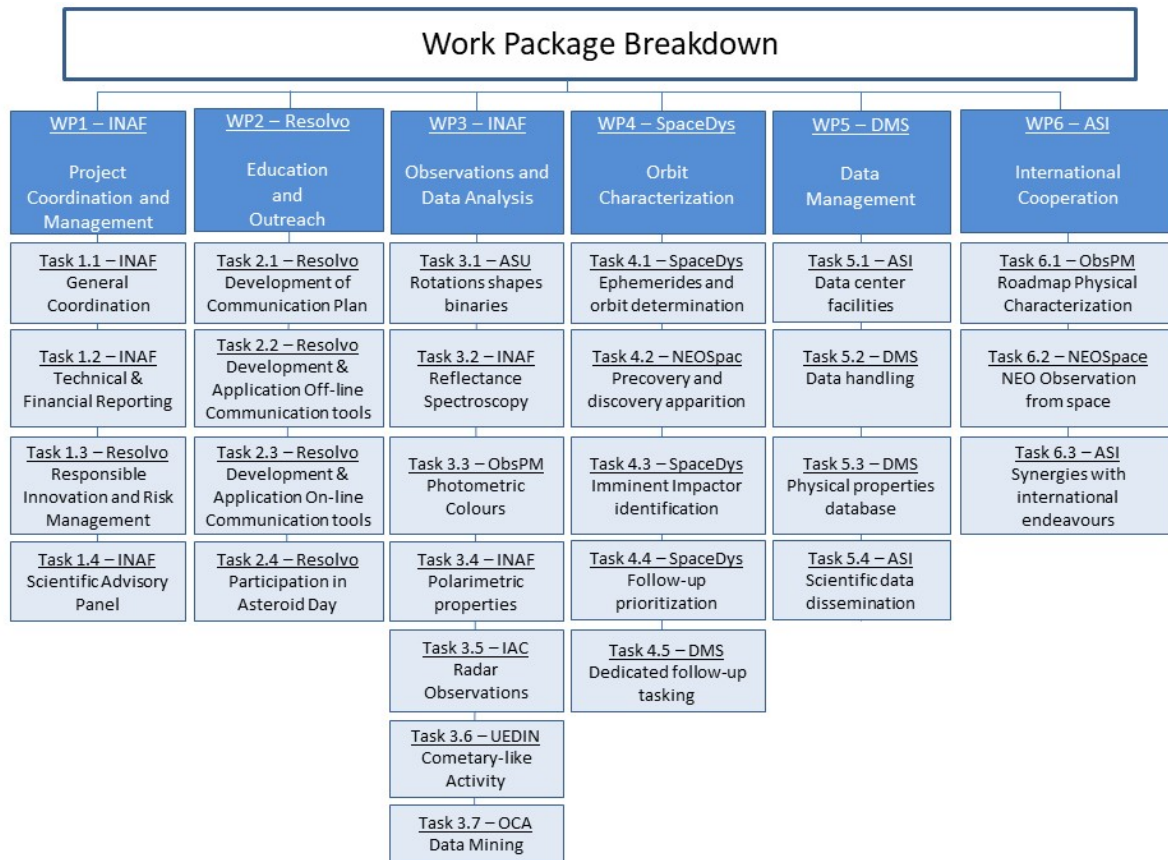 Work Package Breakdown
WP1 – INAF
Project
Coordination and
Management
Task 1.1 – INAF
General
Coordination
Task 1.2 – INAF
Technical &
Financial Reporting
Task 1.3 – Resolvo
Responsible
Innovation and Risk
Management
Task 1.4 – INAF
Scientific Advisory
Panel
WP2 – Resolvo
Education
and
Outreach
Task 2.1 – Resolvo
Development of
Communication Plan
Task 2.2 – Resolvo
Development &
Application Off-line
Communication tools
Task 2.3 – Resolvo
Development &
Application On-line
Communication tools
Task 2.4 – Resolvo
Participation in
Asteroid Day
WP3 – INAF
Observations and
Data Analysis
Task 3.1 – ASU
Rotations shapes
binaries
Task 3.2 – INAF
Reflectance
Spectroscopy
Task 3.3 – ObsPM
Photometric
Colours
Task 3.4 – INAF
Polarimetric
properties
Task 3.5 – IAC
Radar
Observations
Task 3.6 – UEDIN
Cometary-like
Activity
Task 3.7 – OCA
Data Mining
WP4 – SpaceDys
Orbit
Characterization
Task 4.1 – SpaceDys
Ephemerides and
orbit determination
Task 4.2 – NEOSpac
Precovery and
discovery apparition
Task 4.3 – SpaceDys
Imminent Impactor
identification
Task 4.4 – SpaceDys
Follow-up
prioritization
Task 4.5 – DMS
Dedicated follow-up
tasking
WP5 – DMS
Data
Management
Task 5.1 – ASI
Data center
facilities
Task 5.2 – DMS
Data handling
Task 5.3 – DMS
Physical properties
database
Task 5.4 – ASI
Scientific data
dissemination
WP6 – ASI
International
Cooperation
Task 6.1 – ObsPM
Roadmap Physical
Characterization
Task 6.2 – NEOSpace
NEO Observation
from space
Task 6.3 – ASI
Synergies with
international
endeavours